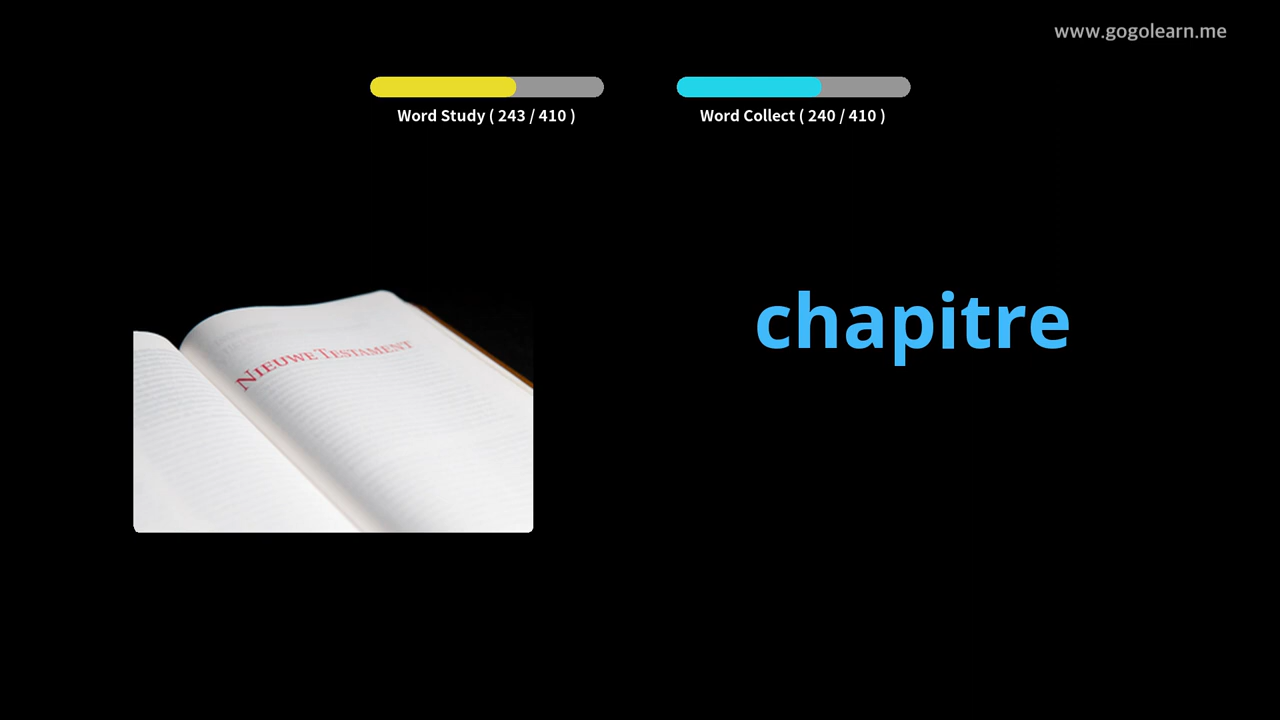 www.gogolearn.me
Word Study ( 243 / 410 )
Word Collect ( 240 / 410 )
NIEUWE TESTAMENT
chapitre